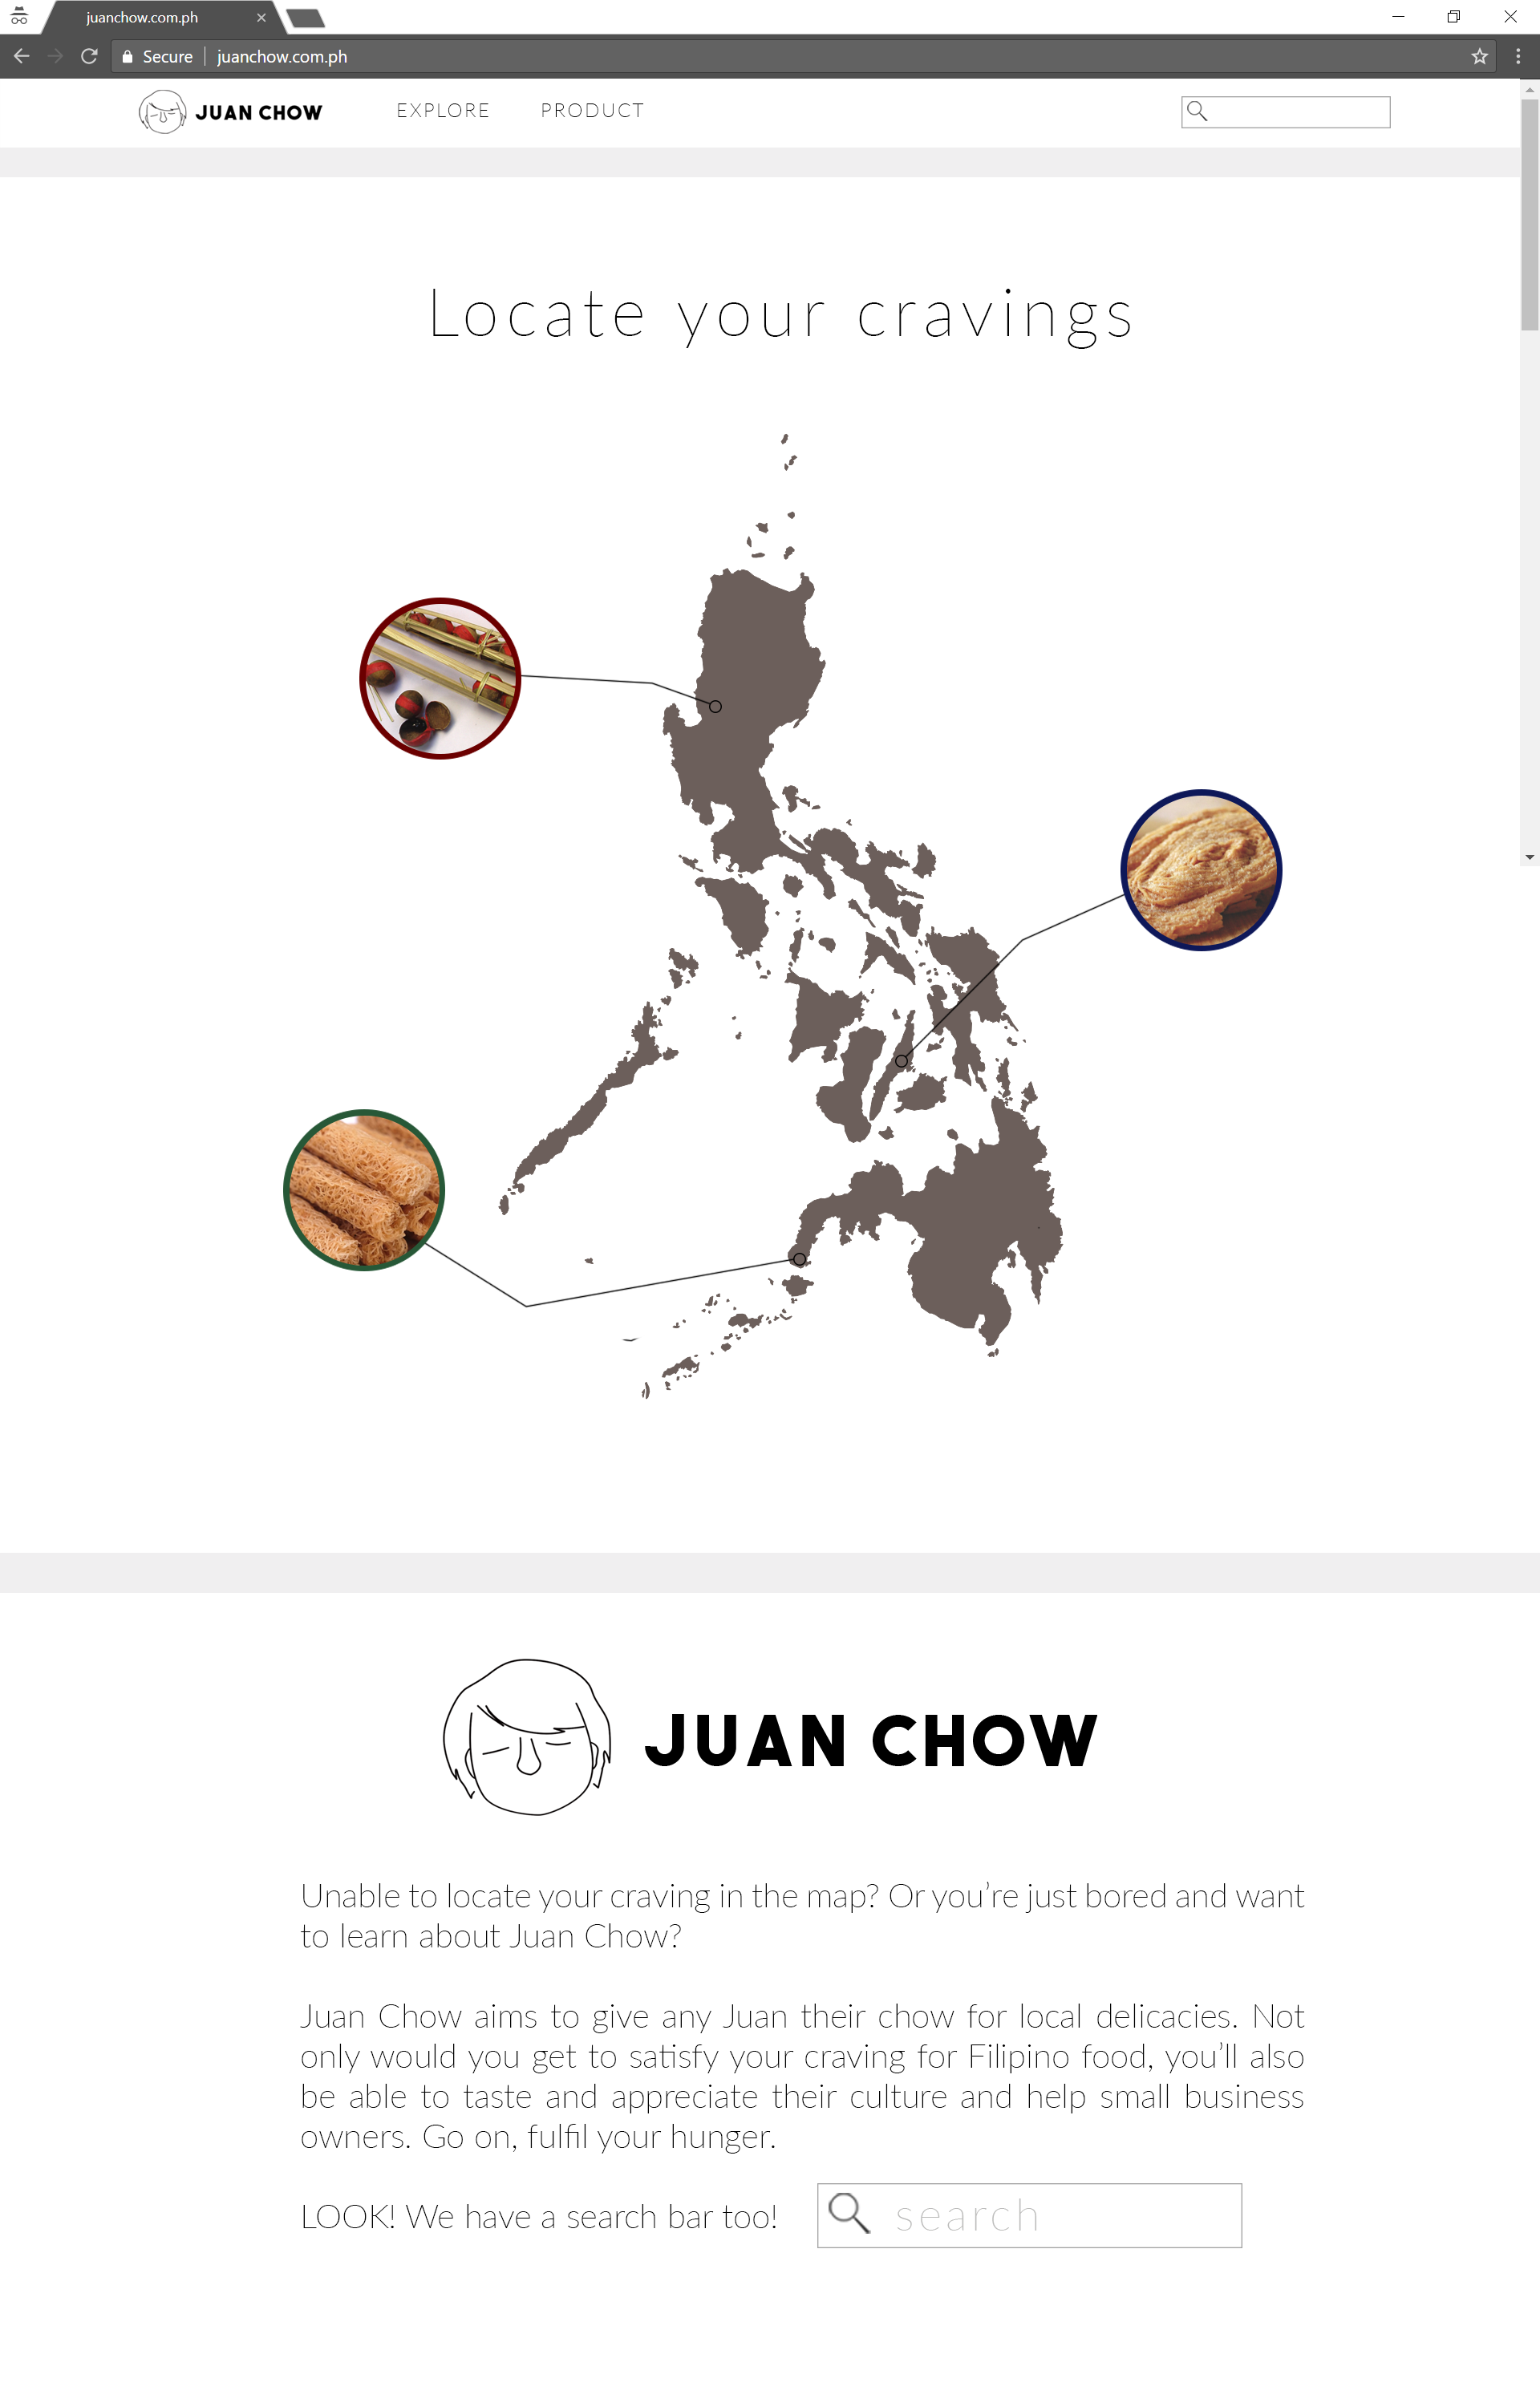 juanchow.com.ph
Secure juanchow.com.ph
JUAN CHOW EXPLORE PRODUCT
Locate your cravings
JUAN CHOW
Unable to locate your craving in the map? Or you’re just bored and want
to learn about Juan Chow?
Juan Chow aims to give any Juan their chow for local delicacies. Not
only would you get to satisfy your craving for Filipino food, you’ll also
be able to taste and appreciate their culture and help small business
owners. Go on, fulfil your hunger.
LOOK! We have a search bar too! search